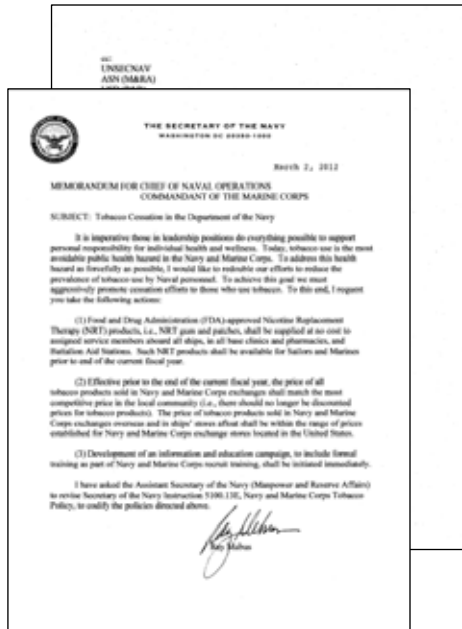 cc:
UNSECNAV
ASN (M&RA)
THE SECRETARY OF THE NAVY
WASHINGTON DC 20350-1000
March 2, 2012
MEMORANDUM FOR CHIEF OF NAVAL OPERATIONS
COMMANDANT OF THE MARINE CORPS
SUBJECT: Tobacco Cessation in the Department of the Navy
It is imperative those in leadership positions do everything possible to support
personal responsibility for individual health and wellness. Today, tobacco use is the most
avoidable public health hazard in the Navy and Marine Corps. To address this health
hazard as forcefully as possible, I would like to redouble our efforts to reduce the
prevalence of tobacco use by Naval personnel. To achieve this goal we must
aggressively promote cessation efforts to those who use tobacco. To this end, I request
you take the following actions:
(1) Food and Drug Administration (FDA)-approved Nicotine Replacement
Therapy (NRT) products, i.e., NRT gum and patches, shall be supplied at no cost to
assigned service members aboard all ships, in all base clinics and pharmacies, and
Battalion Aid Stations. Such NRT products shall be available for Sailors and Marines
prior to end of the current fiscal year.
(2) Effective prior to the end of the current fiscal year, the price of all
tobacco products sold in Navy and Marine Corps exchanges shall match the most
competitive price in the local community (i.e., there should no longer be discounted
prices for tobacco products). The price of tobacco products sold in Navy and Marine
Corps exchanges overseas and in ships' stores afloat shall be within the range of prices
established for Navy and Marine Corps exchange stores located in the United States.
(3) Development of an information and education campaign, to include formal
training as part of Navy and Marine Corps recruit training, shall be initiated immediately.
I have asked the Assistant Secretary of the Navy (Manpower and Reserve Affairs)
to revise Secretary of the Navy Instruction 5100.13E, Navy and Marine Corps Tobacco
Policy, to codify the policies directed above.
Ray Mabus